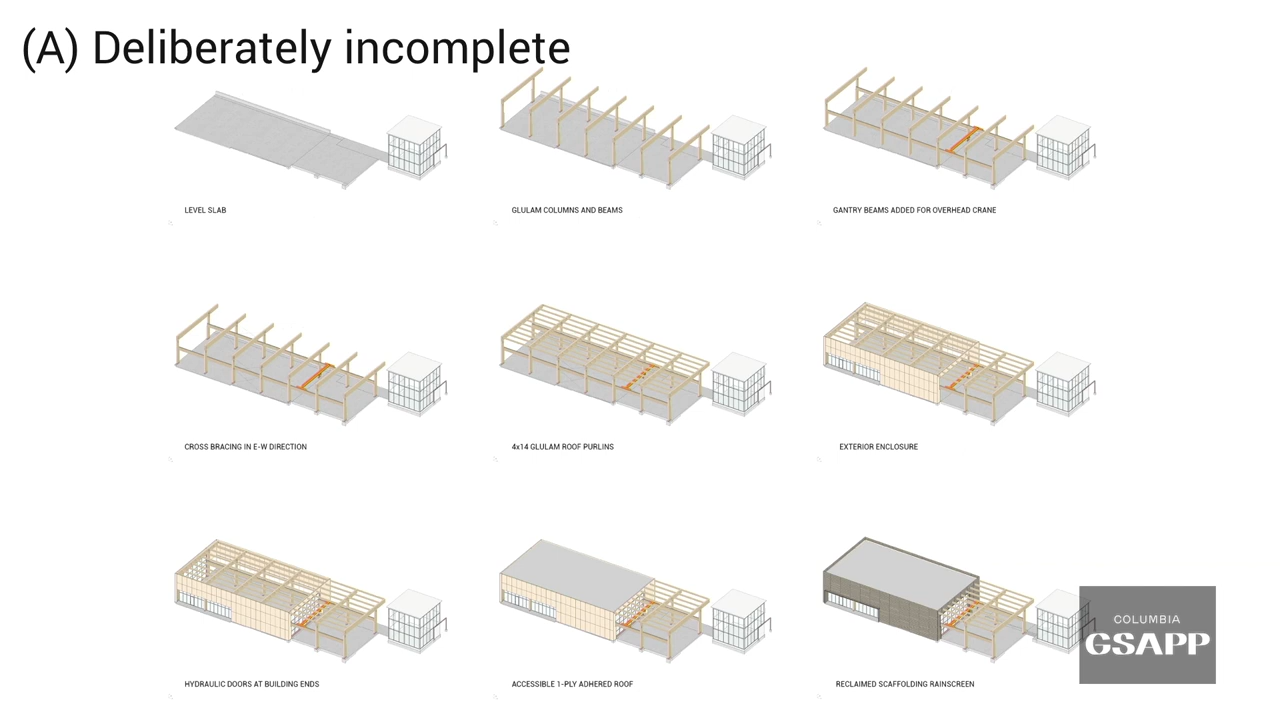 (A) Deliberately incomplete
LEVEL SLAB
GLULAM COLUMNS AND BEAMS
GANTRY BEAMS ADDED FOR OVERHEAD CRANE
CROSS BRACING IN E-W DIRECTION
4x14 GLULAM ROOF PURLINS
EXTERIOR ENCLOSURE
HYDRAULIC DOORS AT BUILDING ENDS
ACCESSIBLE 1-PLY ADHERED ROOF
RECLAIMED SCAFFOLDING RAINSCREEN
COLUMBIA
GSAPP